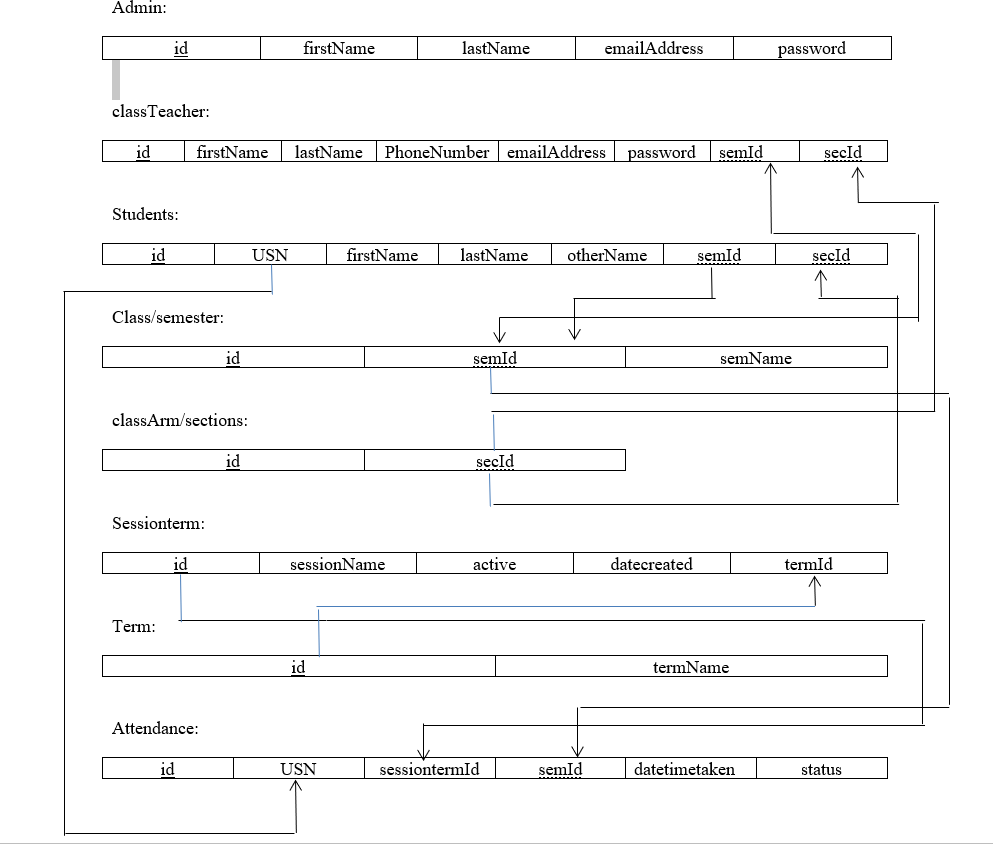 Admin:
id firstName lastName emailAddress password
classTeacher:
id firstName lastName PhoneNumber emailAddress password semId secId
Students:
id USN firstName lastName otherName semId secId
Class/semester:
id semId semName
classArm/sections:
id secId
Sessionterm:
id sessionName active datecreated termId
Term:
id termName
Attendance:
id USN sessiontermId semId datetimetaken status